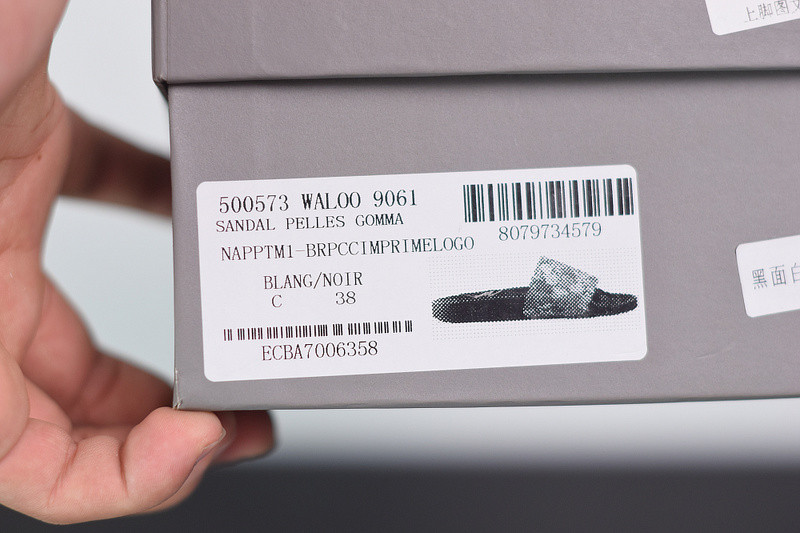 上脚图文
500573 WAL00 9061
SANDAL PELLES GOMMA
NAPPTM1-BRPCCIMPRIMELOGO
BLANG/NOIR
C 38
ECBA7006358
8079734579
黑面白